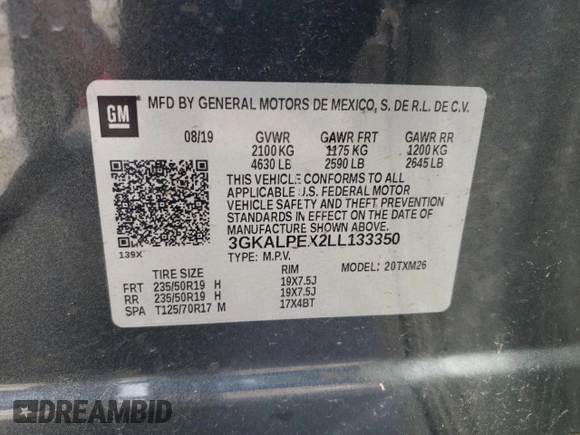 GM
MFD BY GENERAL MOTORS DE MEXICO, S. DE R.L. DE C.V.
08/19 GVWR GAWR FRT GAWR RR
2100 KG 1175 KG 1200 KG
4630 LB 2590 LB 2645 LB
THIS VEHICLE CONFORMS TO ALL
APPLICABLE U.S. FEDERAL MOTOR
VEHICLE SAFETY AND THEFT PREVENTION
STANDARDS IN EFFECT ON THE DATE OF
MANUFACTURE SHOWN ABOVE.
139X 3GKALPEX2LL133350
TYPE: M.P.V. MODEL: 20TXM26
TIRE SIZE RIM
FRT 235/50R19 H 19X7.5J
RR 235/50R19 H 19X7.5J
SPA T125/70R17 M 17X4BT
DREAMBID